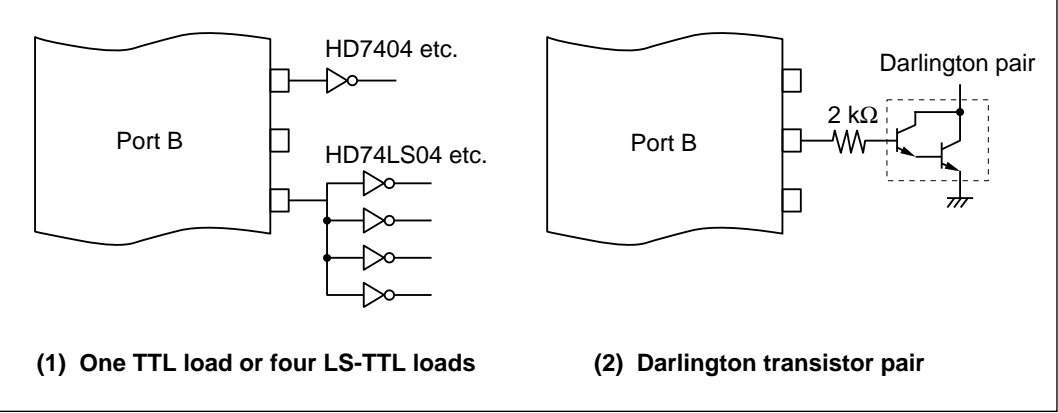 HD7404 etc.
Port B
HD74LS04 etc.
(1) One TTL load or four LS-TTL loads
Darlington pair
2 kΩ
Port B
(2) Darlington transistor pair